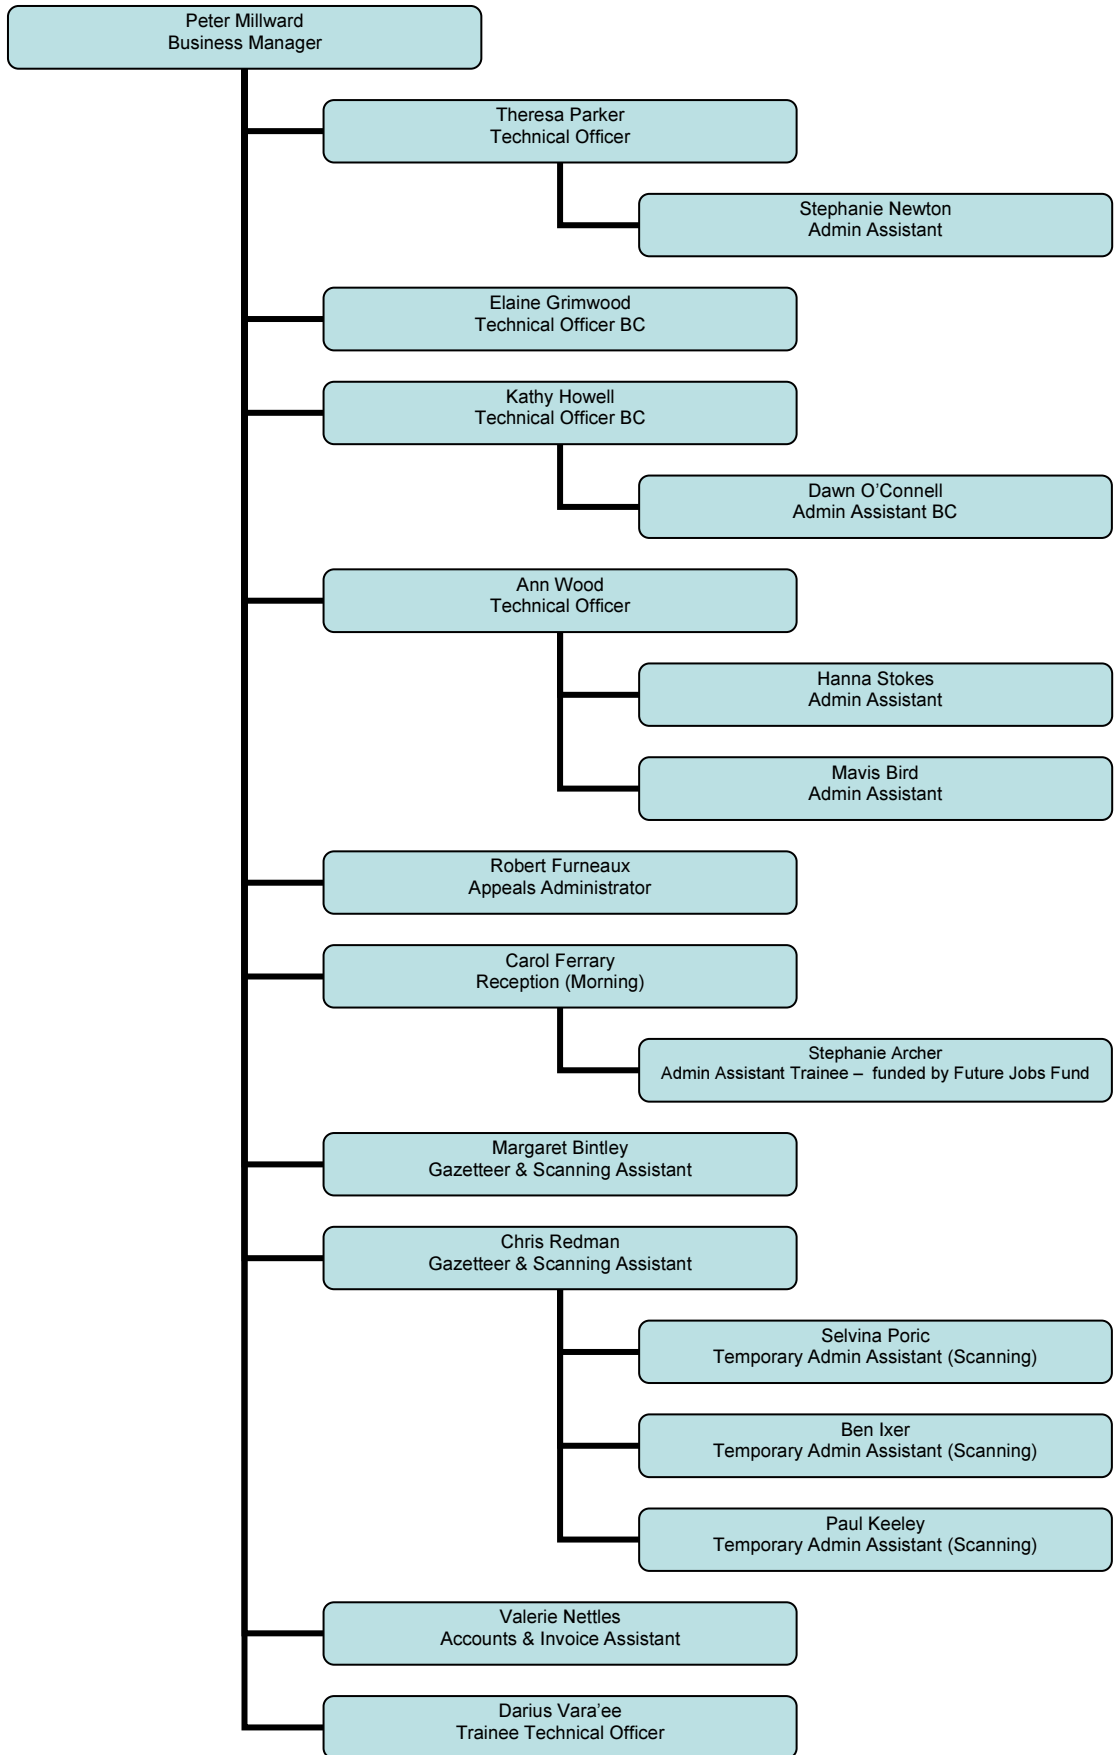 Peter Millward
Business Manager
Theresa Parker
Technical Officer
Stephanie Newton
Admin Assistant
Elaine Grimwood
Technical Officer BC
Kathy Howell
Technical Officer BC
Dawn O’Connell
Admin Assistant BC
Ann Wood
Technical Officer
Hanna Stokes
Admin Assistant
Mavis Bird
Admin Assistant
Robert Furneaux
Appeals Administrator
Carol Ferrary
Reception (Morning)
Stephanie Archer
Admin Assistant Trainee – funded by Future Jobs Fund
Margaret Bintley
Gazetteer & Scanning Assistant
Chris Redman
Gazetteer & Scanning Assistant
Selvina Poric
Temporary Admin Assistant (Scanning)
Ben Ixer
Temporary Admin Assistant (Scanning)
Paul Keeley
Temporary Admin Assistant (Scanning)
Valerie Nettles
Accounts & Invoice Assistant
Darius Vara’ee
Trainee Technical Officer